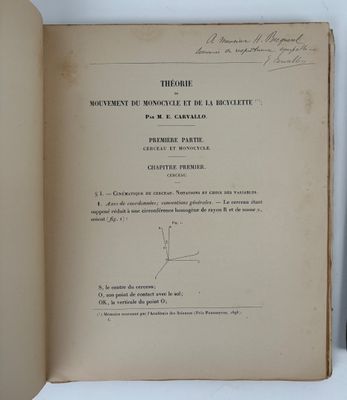 A Monsieur H.
souvenir de respectueuse sympathie
E. Carvallo
THÉORIE
DU
MOUVEMENT DU MONOCYCLE ET DE LA BICYCLETTE (¹);
PAR M. E. CARVALLO.
PREMIÈRE PARTIE.
CERCEAU ET MONOCYCLE.
CHAPITRE PREMIER.
CERCEAU.
§ I. — CINÉMATIQUE DU CERCEAU. NOTATIONS ET CHOIX DES VARIABLES.
1. Axes de coordonnées; conventions générales. — Le cerceau étant
supposé réduit à une circonférence homogène de rayon R et de masse
soient (fig. 1) :
Fig. 1.
S, le centre du cerceau;
O, son point de contact avec le sol;
OK, la verticale du point O;
(¹) Mémoire couronné par l'Académie des Sciences (Prix Fourneyron, 1898)